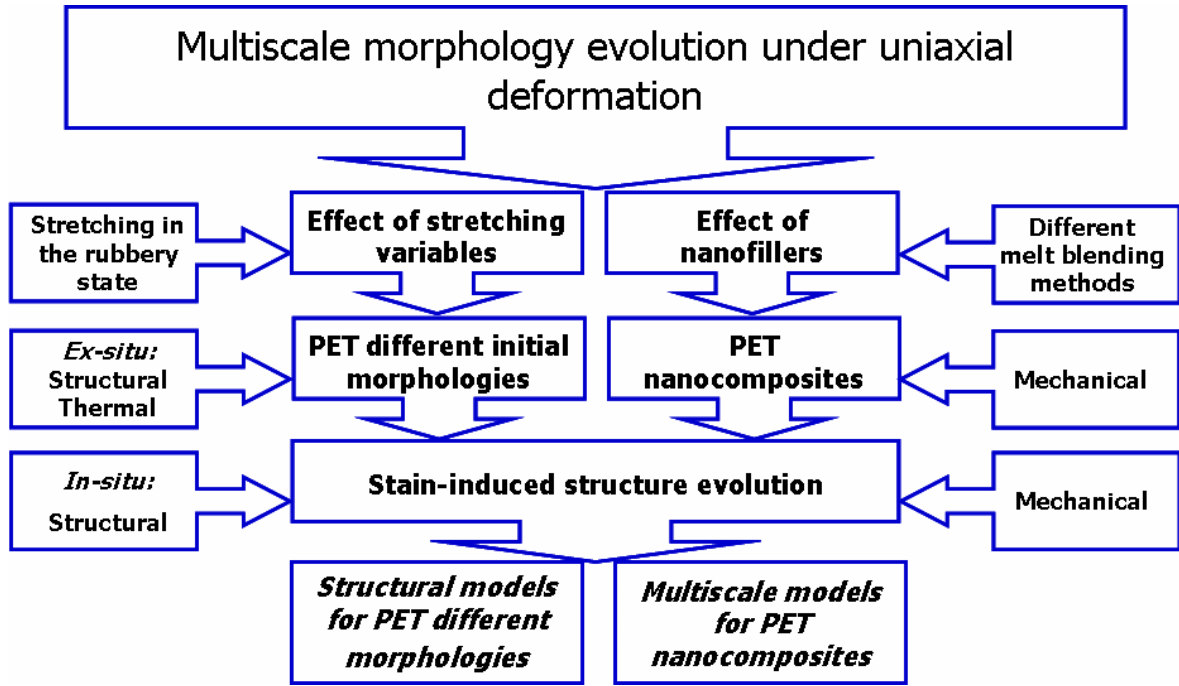 Multiscale morphology evolution under uniaxial
deformation
Stretching in
the rubbery
state
Effect of stretching
variables
Effect of
nanofillers
Different
melt blending
methods
Ex-situ:
Structural
Thermal
PET different initial
morphologies
PET
nanocomposites
Mechanical
In-situ:
Structural
Stain-induced structure evolution
Mechanical
Structural models
for PET different
morphologies
Multiscale models
for PET
nanocomposites